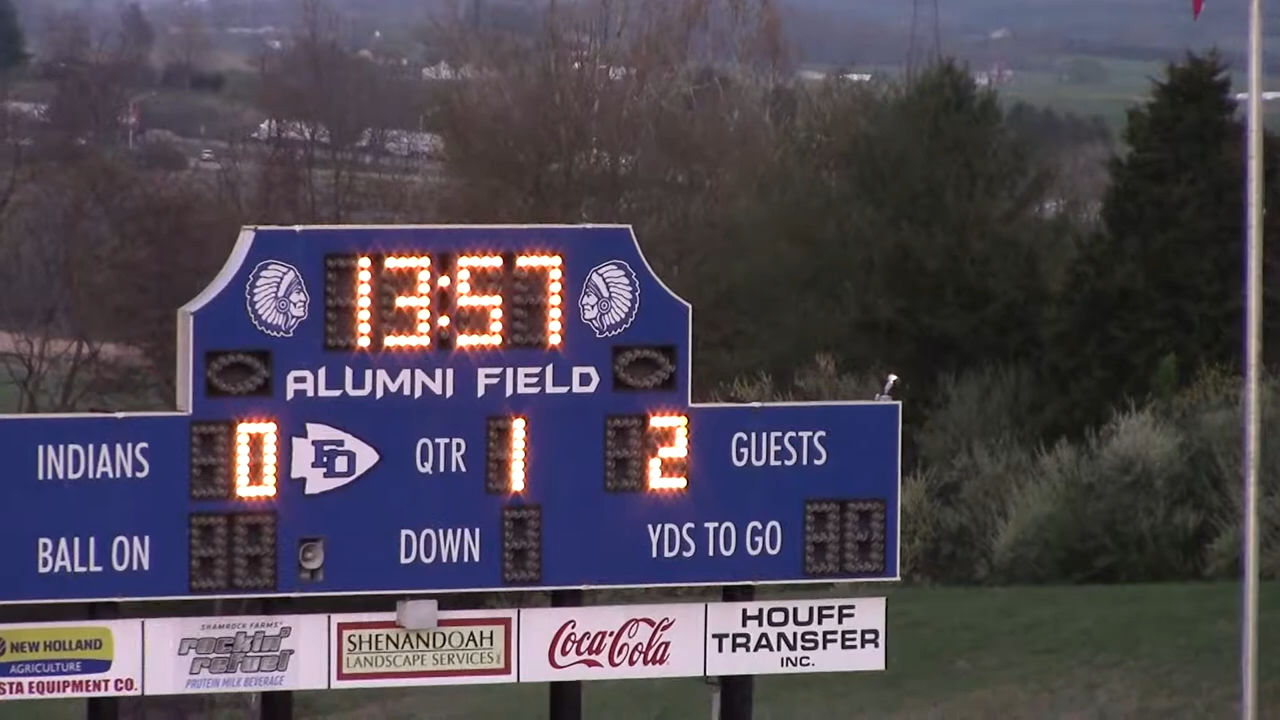 13:57
ALUMNI FIELD
INDIANS 0 FD QTR 1 2 GUESTS
BALL ON DOWN YDS TO GO
NEW HOLLAND
AGRICULTURE
STA EQUIPMENT CO.
SHAMROCK FARMS
rockin'
refuel
PROTEIN MILK BEVERAGE
SHENANDOAH
LANDSCAPE SERVICES
Coca-Cola
HOUFF
TRANSFER
INC.